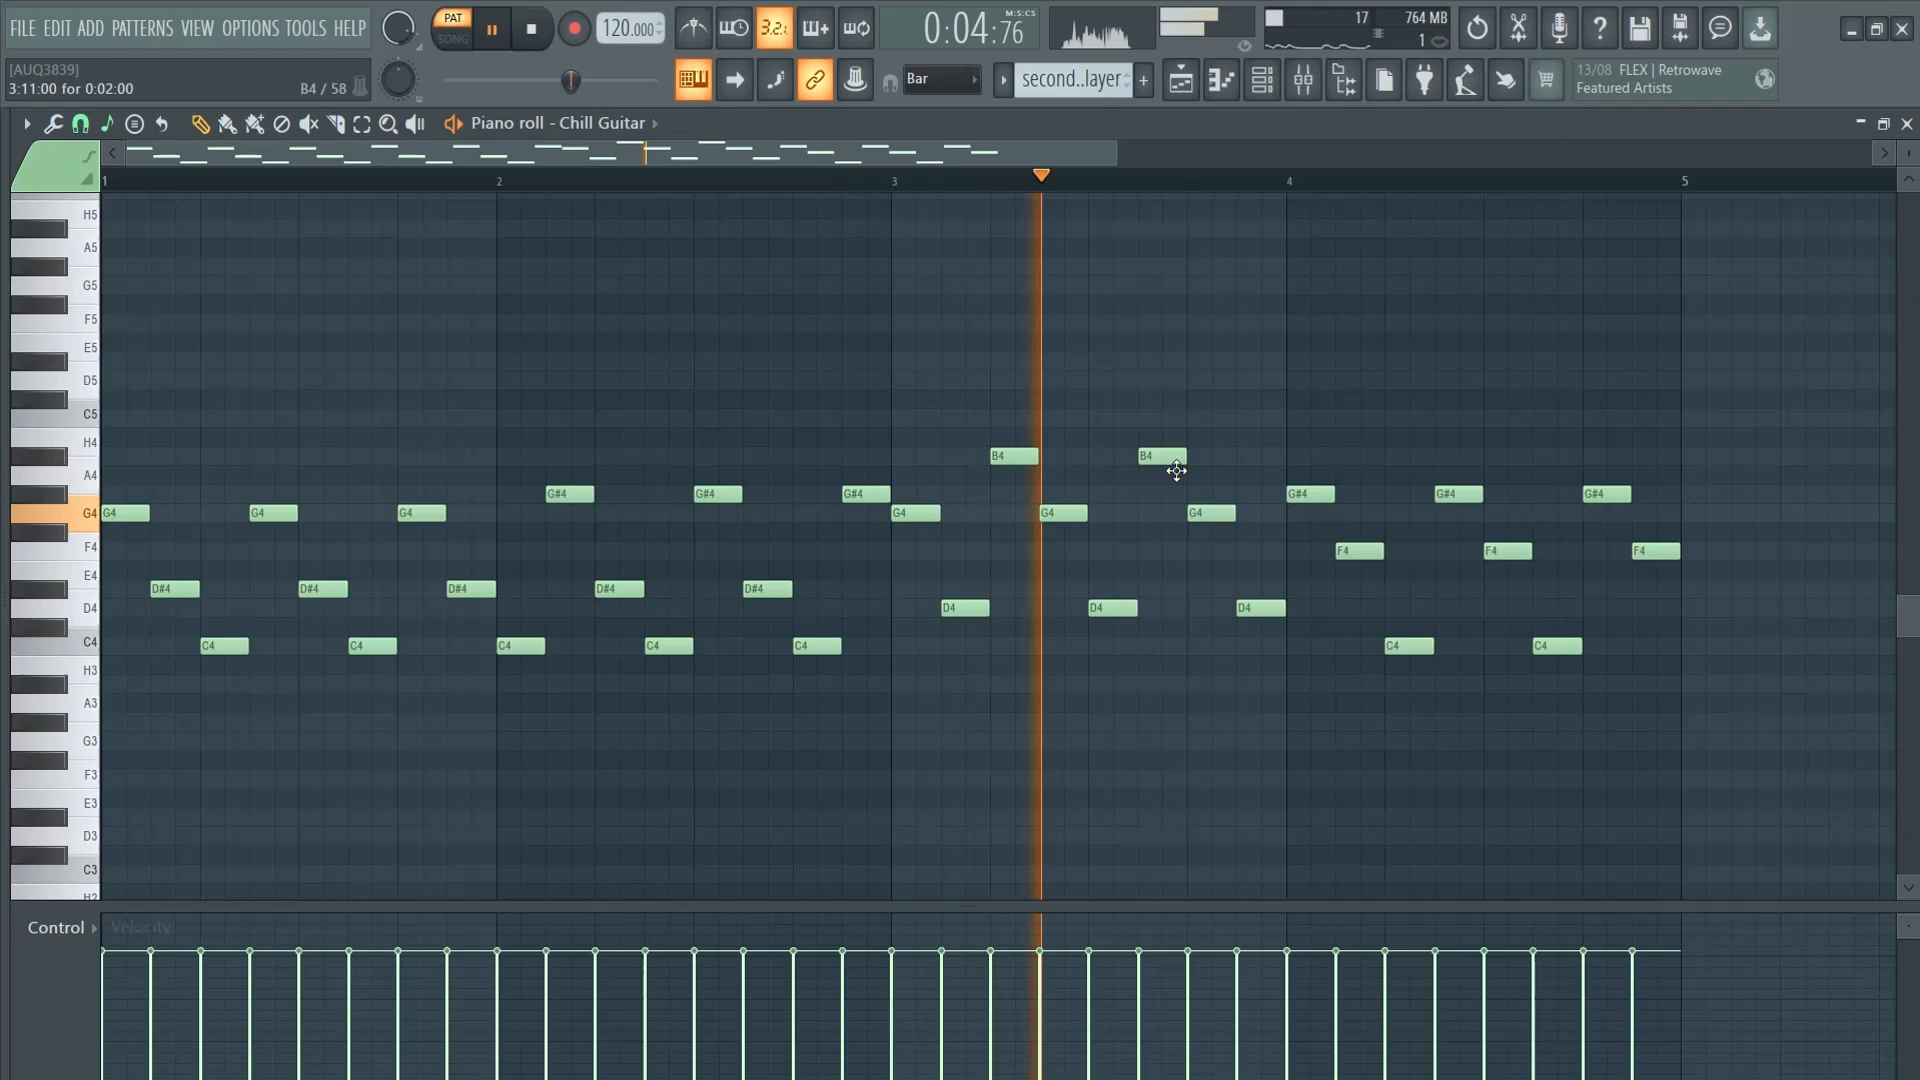 FILE EDIT ADD PATTERNS VIEW OPTIONS TOOLS HELP
PAT
SONG
120.000
3.2.
0:04:76
M:S:CS
17
764 MB
1
[AUQ3839]
3:11:00 for 0:02:00
B4 / 58
Bar
second..layer
13/08 FLEX | Retrowave
Featured Artists
Piano roll - Chill Guitar
1 2 3 4 5
H5
A5
G5
F5
E5
D5
C5
H4
B4 B4
A4
G#4 G#4 G#4 G#4 G#4 G#4
G4 G4 G4 G4 G4 G4 G4
F4 F4 F4 F4
E4
D#4 D#4 D#4 D#4 D#4
D4 D4 D4 D4
C4 C4 C4 C4 C4 C4 C4 C4
H3
A3
G3
F3
E3
D3
C3
H2
Control Velocity